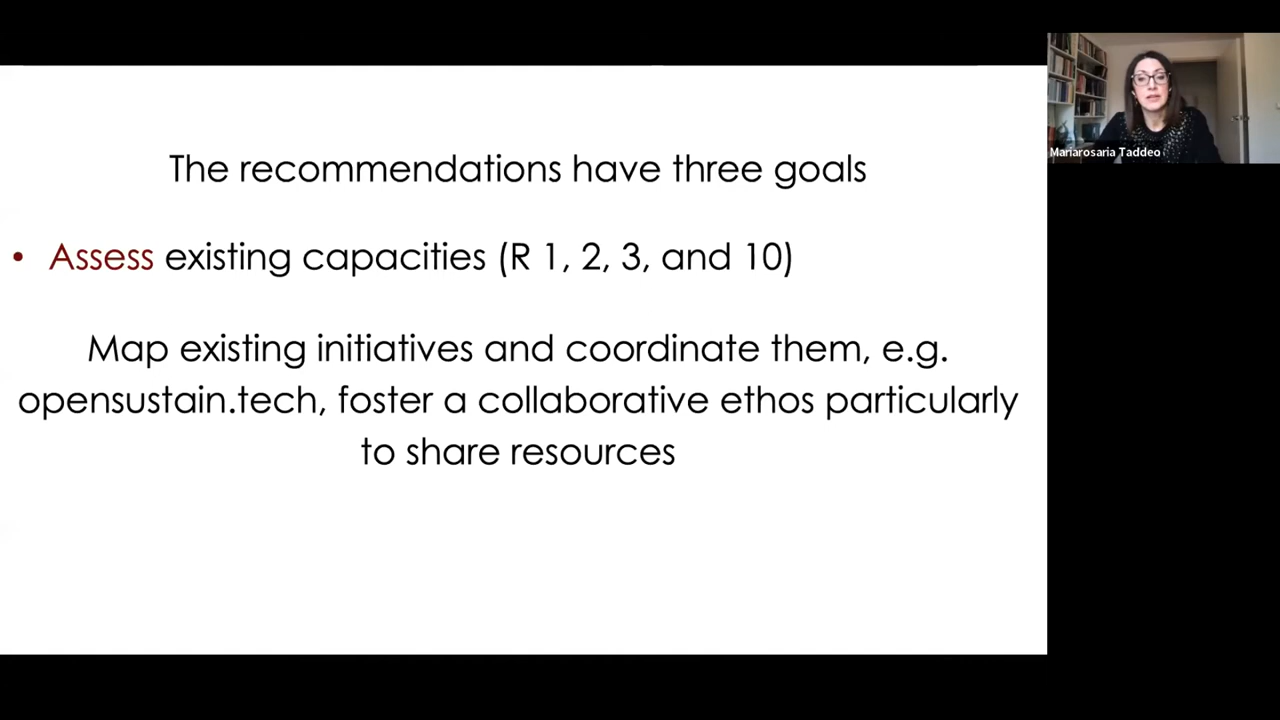 The recommendations have three goals
• Assess existing capacities (R 1, 2, 3, and 10)
Map existing initiatives and coordinate them, e.g.
opensustain.tech, foster a collaborative ethos particularly
to share resources
Mariarosaria Taddeo